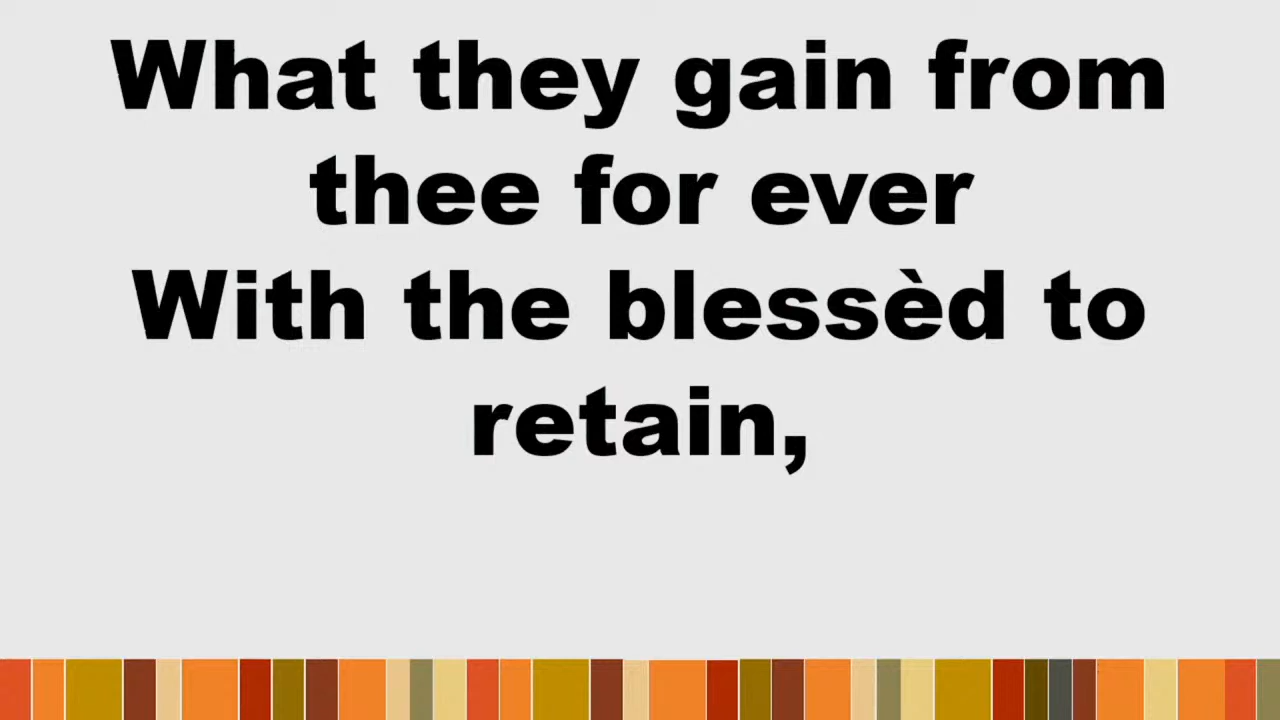 What they gain from
thee for ever
With the blessèd to
retain,